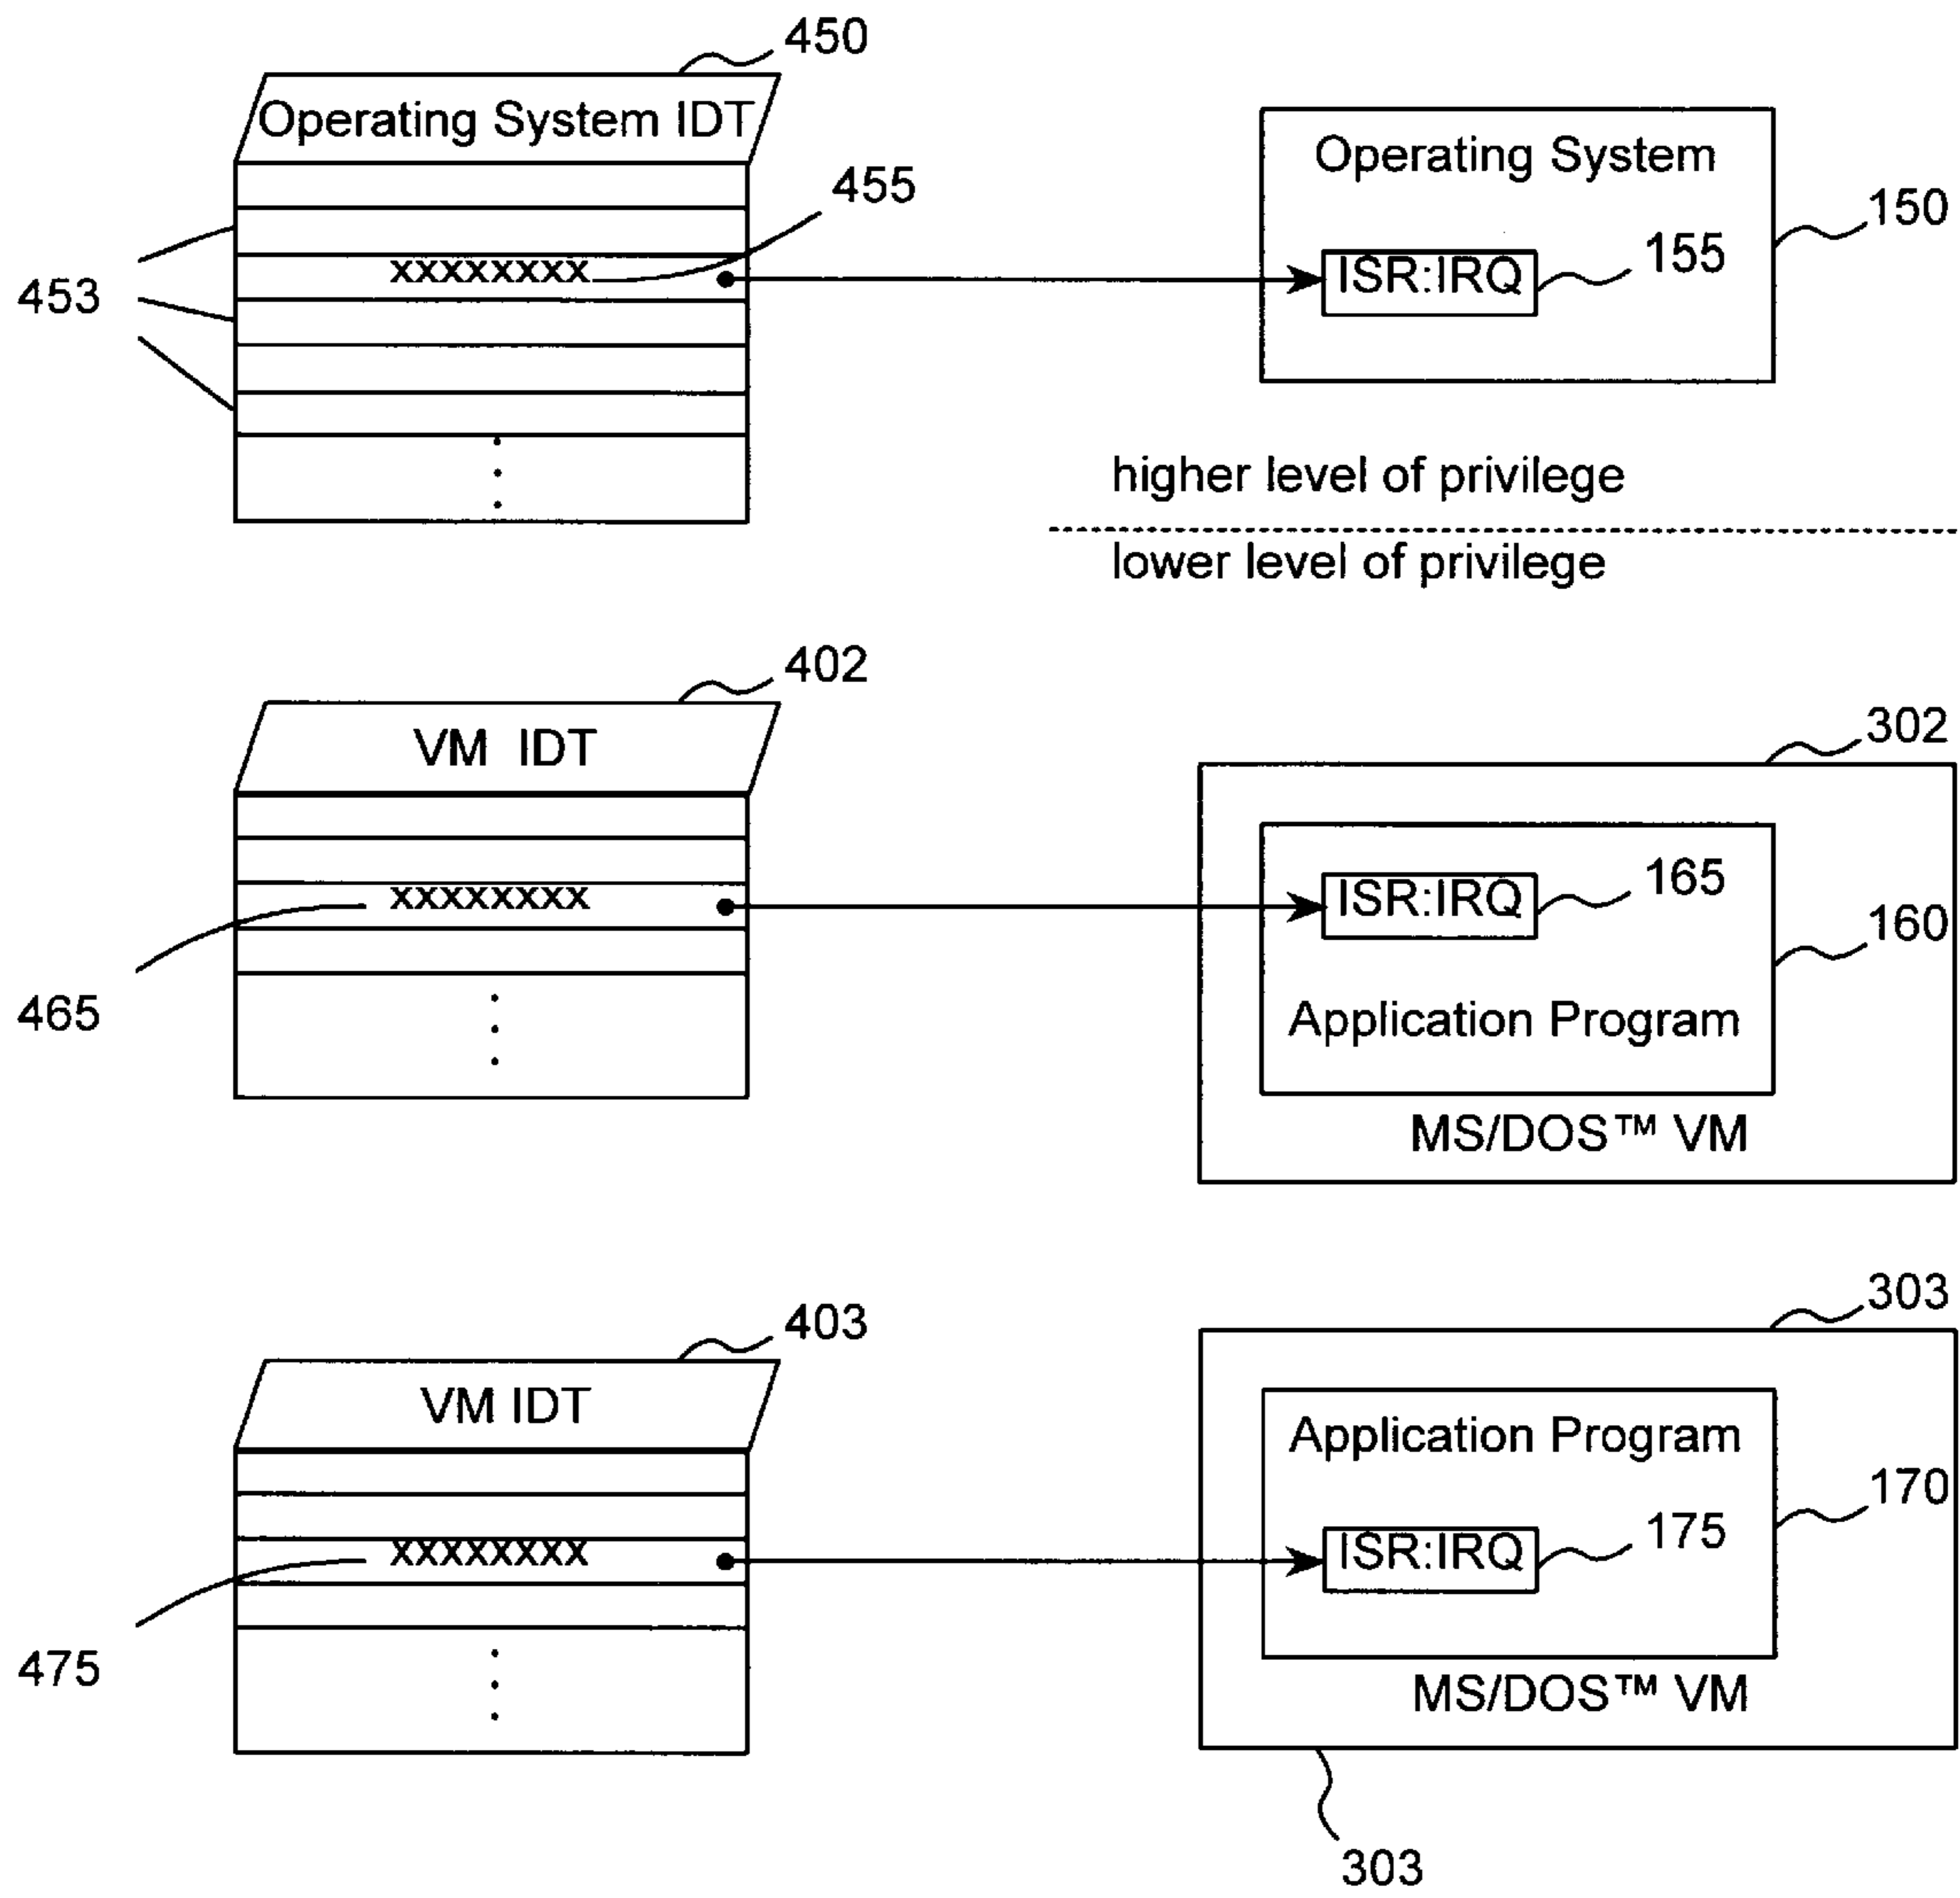 450
Operating System IDT
455
Operating System
150
xxxxxxxx
ISR:IRQ
155
453
higher level of privilege
lower level of privilege
402
VM IDT
302
xxxxxxxx
ISR:IRQ
165
160
465
Application Program
MS/DOS™ VM
403
VM IDT
303
Application Program
170
xxxxxxxx
ISR:IRQ
175
475
MS/DOS™ VM
303